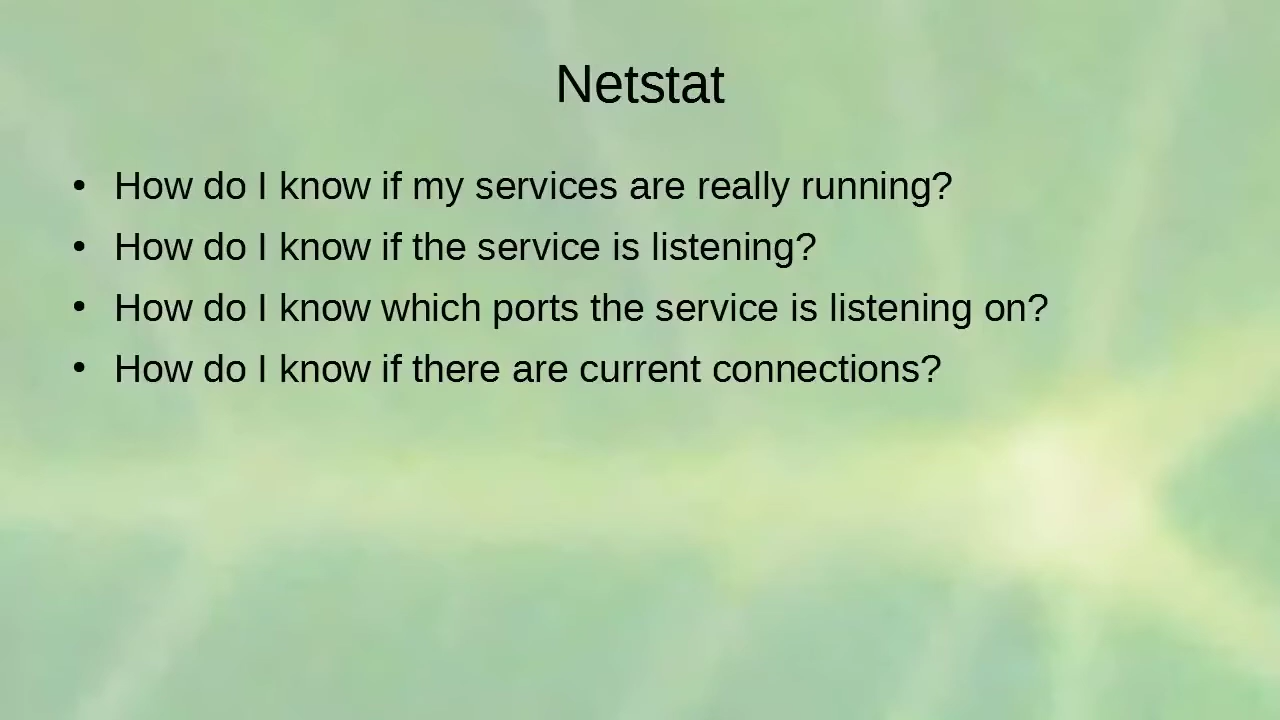 Netstat
• How do I know if my services are really running?
• How do I know if the service is listening?
• How do I know which ports the service is listening on?
• How do I know if there are current connections?